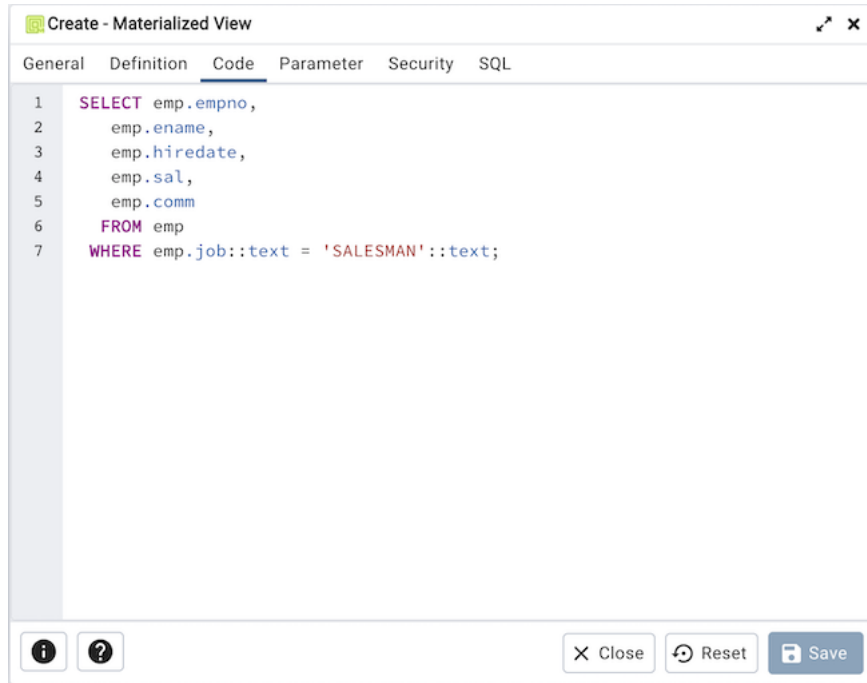 Create - Materialized View
General Definition Code Parameter Security SQL
1 SELECT emp.empno,
2 emp.ename,
3 emp.hiredate,
4 emp.sal,
5 emp.comm
6 FROM emp
7 WHERE emp.job::text = 'SALESMAN'::text;
Close Reset Save